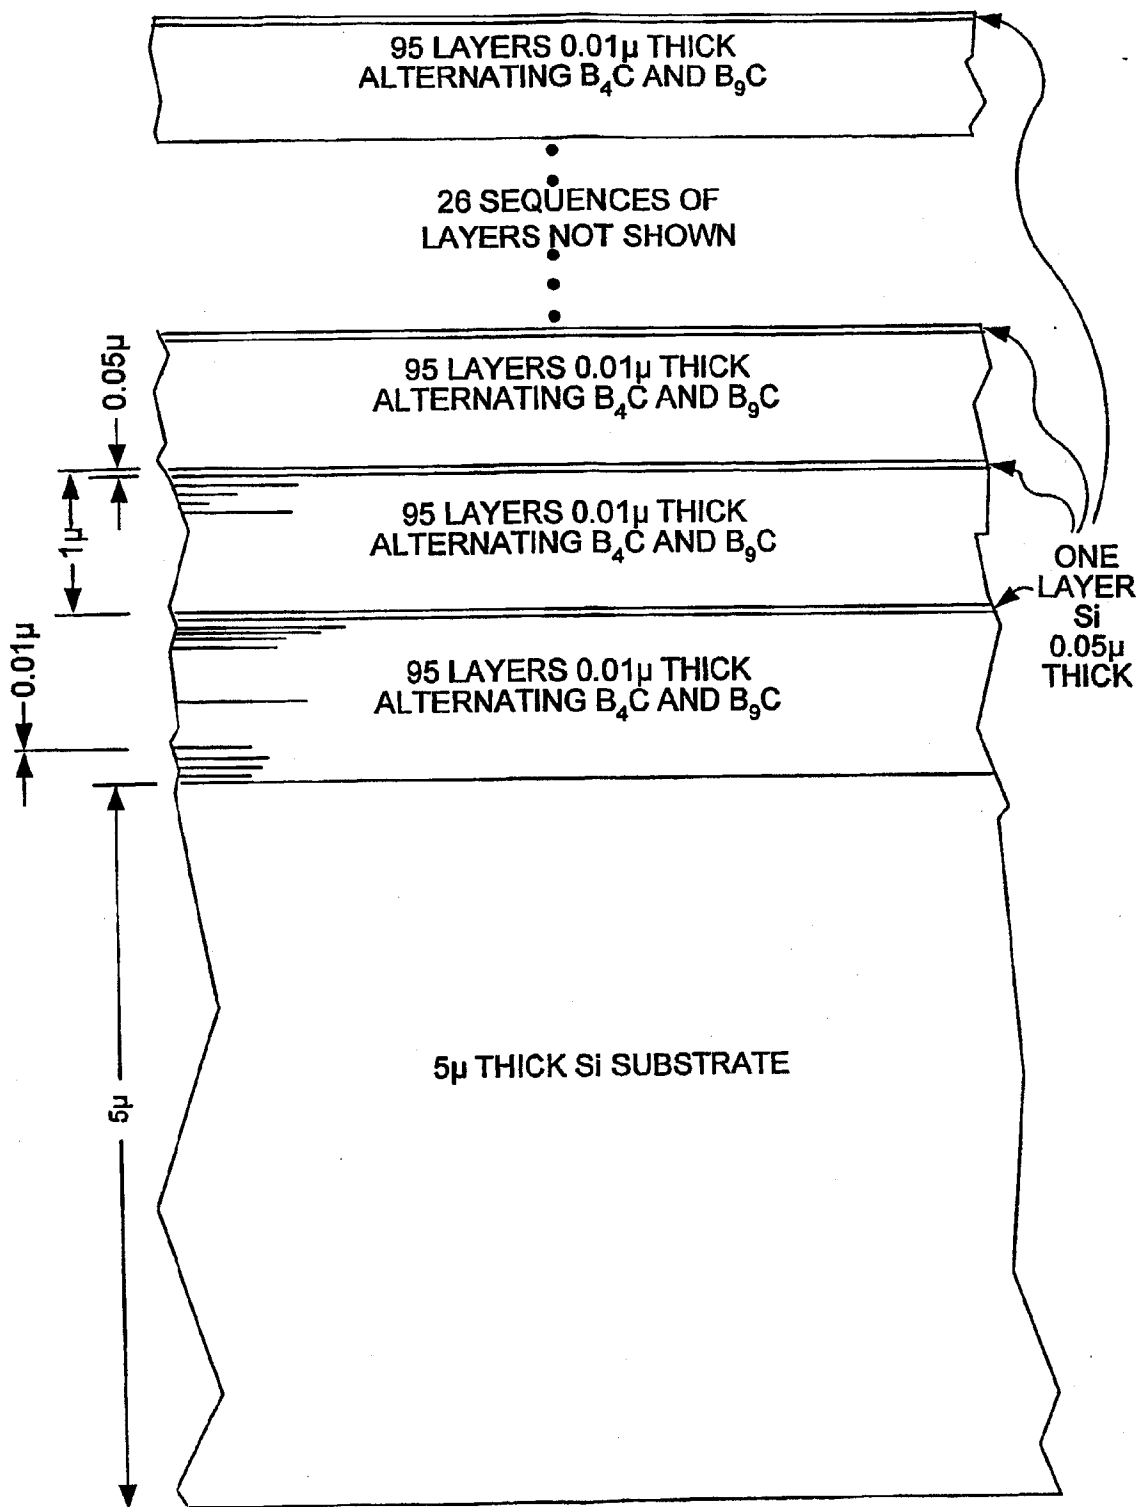 95 LAYERS 0.01µ THICK
ALTERNATING B₄C AND B₉C
26 SEQUENCES OF
LAYERS NOT SHOWN
0.05µ
95 LAYERS 0.01µ THICK
ALTERNATING B₄C AND B₉C
1µ
95 LAYERS 0.01µ THICK
ALTERNATING B₄C AND B₉C
ONE
LAYER
Si
0.05µ
THICK
0.01µ
95 LAYERS 0.01µ THICK
ALTERNATING B₄C AND B₉C
5µ THICK Si SUBSTRATE
5µ